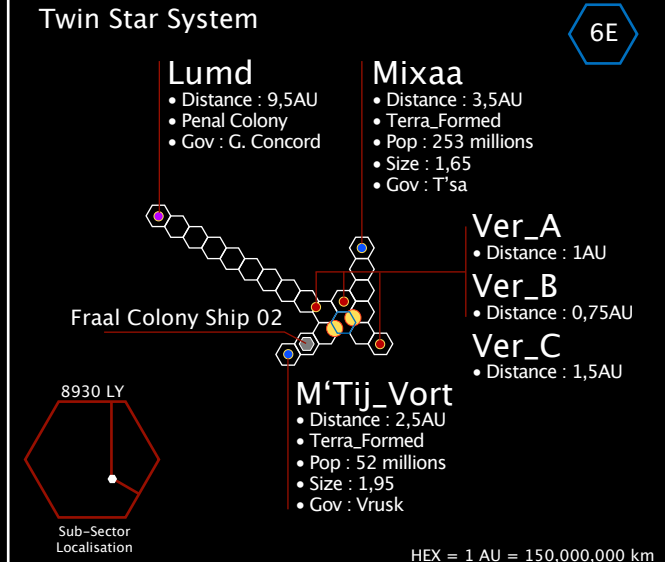 Twin Star System
6E
Lumd
• Distance : 9,5AU
• Penal Colony
• Gov : G. Concord
Mixaa
• Distance : 3,5AU
• Terra_Formed
• Pop : 253 millions
• Size : 1,65
• Gov : T'sa
Ver_A
• Distance : 1AU
Ver_B
• Distance : 0,75AU
Ver_C
• Distance : 1,5AU
Fraal Colony Ship 02
M‘Tij_Vort
• Distance : 2,5AU
• Terra_Formed
• Pop : 52 millions
• Size : 1,95
• Gov : Vrusk
8930 LY
Sub-Sector
Localisation
HEX = 1 AU = 150,000,000 km